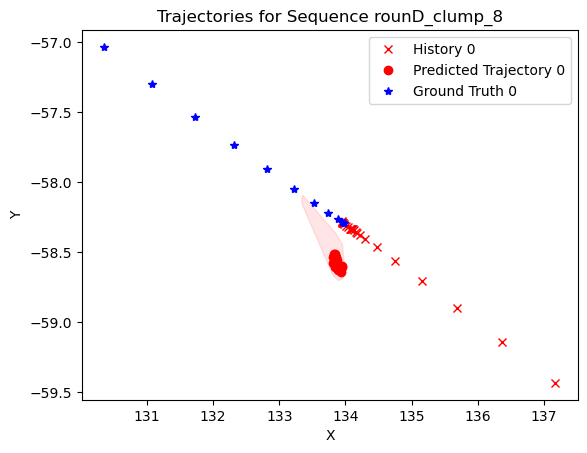 Trajectories for Sequence rounD_clump_8
History 0
Predicted Trajectory 0
Ground Truth 0
−57.0
−57.5
−58.0
−58.5
−59.0
−59.5
Y
131 132 133 134 135 136 137
X